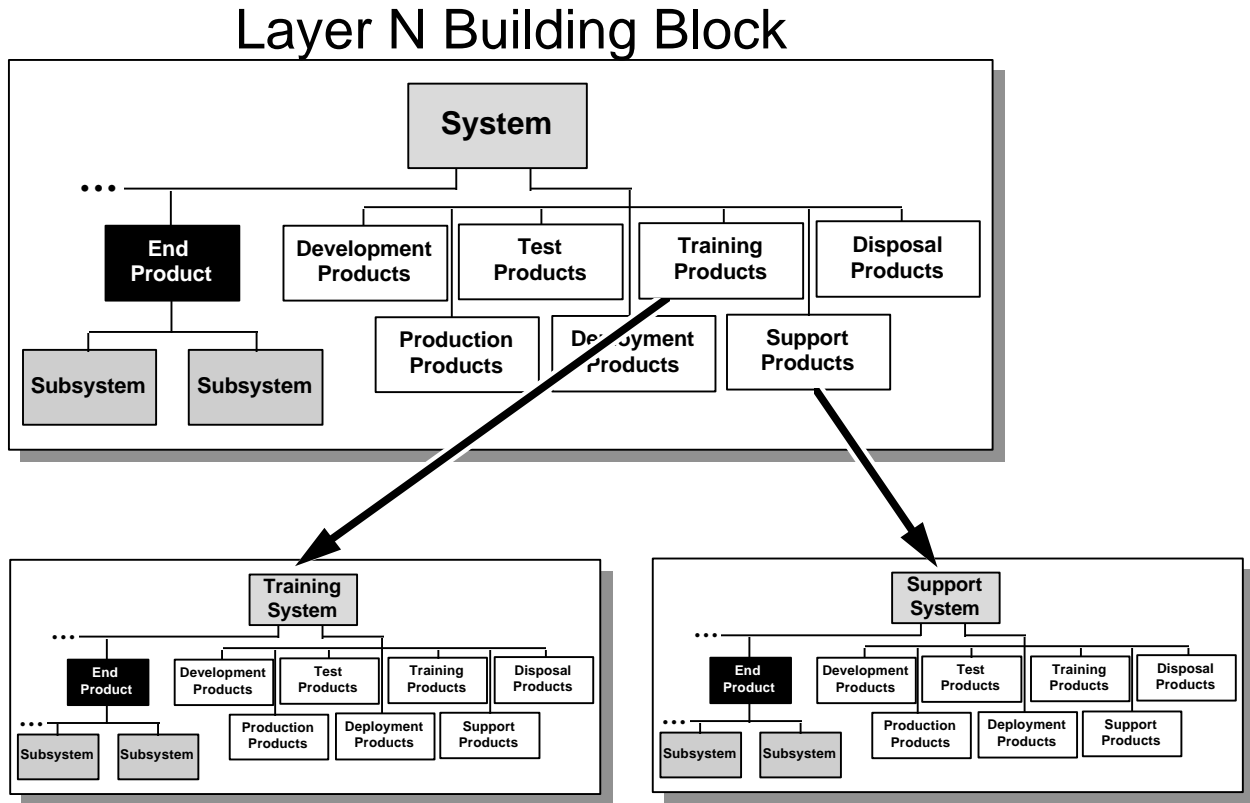 Layer N Building Block
System
•••
End
Product
Development
Products
Test
Products
Training
Products
Disposal
Products
Production
Products
Deployment
Products
Support
Products
Subsystem
Subsystem
Training
System
•••
End
Product
Development
Products
Test
Products
Training
Products
Disposal
Products
•••
Production
Products
Deployment
Products
Support
Products
Subsystem
Subsystem
Support
System
•••
End
Product
Development
Products
Test
Products
Training
Products
Disposal
Products
•••
Production
Products
Deployment
Products
Support
Products
Subsystem
Subsystem